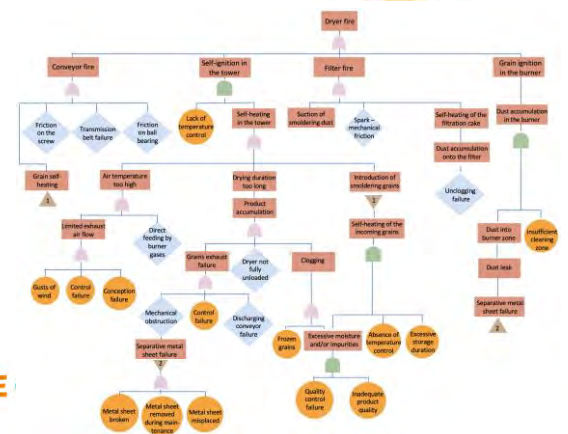 Dryer fire
Conveyor fire
Self-ignition in
the tower
Filter fire
Grain ignition
in the burner
Friction
on the
screw
Transmission
belt failure
Friction
on ball
bearing
Lack of
temperature
control
Self-heating
in the tower
Suction of
smoldering dust
Spark –
mechanical
friction
Self-heating of the
filtration cake
Dust accumulation
in the burner
Grain self-
heating
1
Air temperature
too high
Drying duration
too long
Introduction of
smoldering grains
1
Dust accumulation
onto the filter
Limited exhaust
air flow
Direct
feeding by
burner
gases
Product
accumulation
Self-heating of the
incoming grains
Unclogging
failure
Dust into
burner zone
Insufficient
cleaning
zone
Gusts of
wind
Control
failure
Conception
failure
Grains exhaust
failure
Dryer not
fully
unloaded
Clogging
Dust leak
Mechanical
obstruction
Control
failure
Discharging
conveyor
failure
Separative metal
sheet failure
2
Separative metal
sheet failure
2
Frozen
grains
Excessive moisture
and/or impurities
Absence of
temperature
control
Excessive
storage
duration
Metal sheet
broken
Metal sheet
removed
during main-
tenance
Metal sheet
misplaced
Quality
control
failure
Inadequate
product
quality
E